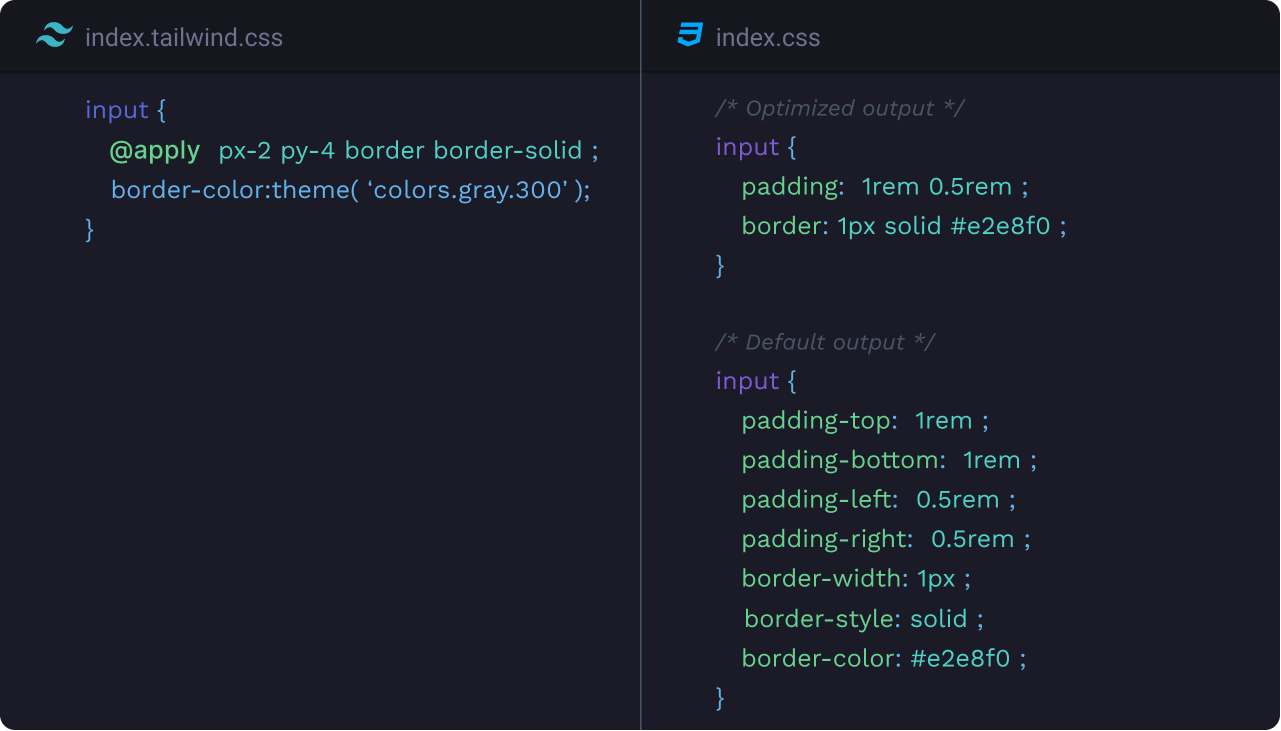 index.tailwind.css
input {
@apply px-2 py-4 border border-solid ;
border-color:theme( ‘colors.gray.300’ );
}
index.css
/* Optimized output */
input {
padding: 1rem 0.5rem ;
border: 1px solid #e2e8f0 ;
}
/* Default output */
input {
padding-top: 1rem ;
padding-bottom: 1rem ;
padding-left: 0.5rem ;
padding-right: 0.5rem ;
border-width: 1px ;
border-style: solid ;
border-color: #e2e8f0 ;
}